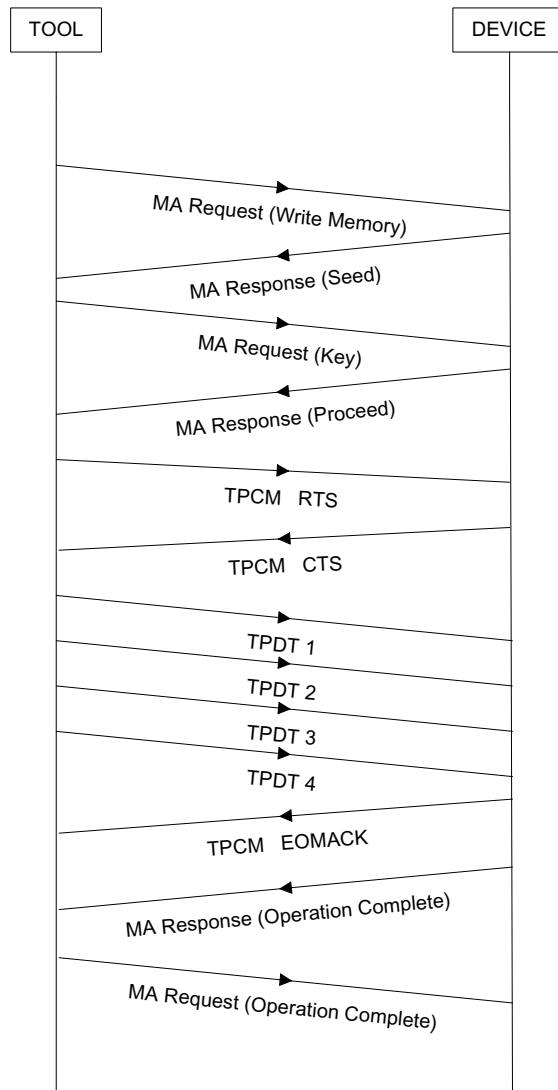 TOOL
DEVICE
MA Request (Write Memory)
MA Response (Seed)
MA Request (Key)
MA Response (Proceed)
TPCM RTS
TPCM CTS
TPDT 1
TPDT 2
TPDT 3
TPDT 4
TPCM EOMACK
MA Response (Operation Complete)
MA Request (Operation Complete)